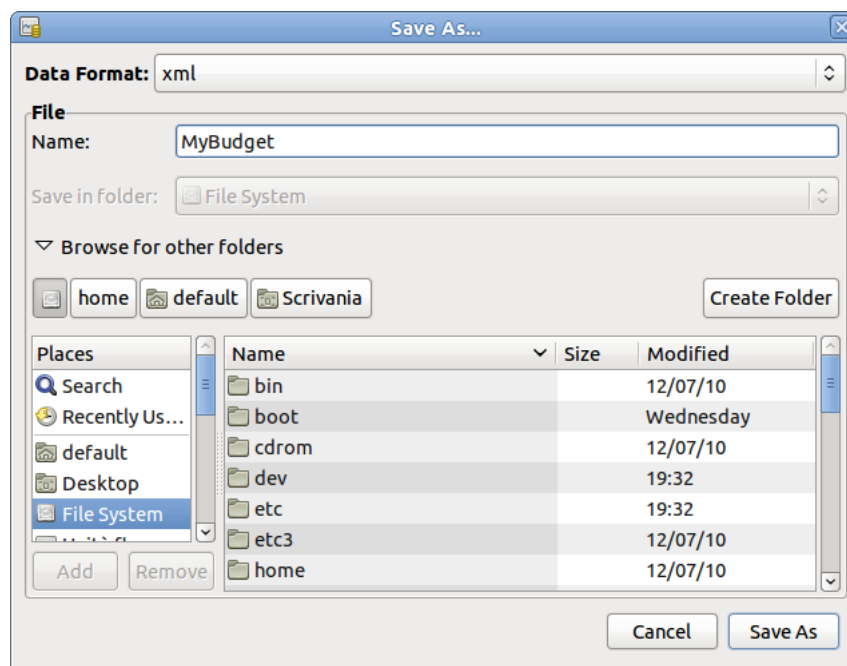 Save As...
Data Format: xml
File
Name: MyBudget
Save in folder: File System
Browse for other folders
home default Scrivania Create Folder
Places Name Size Modified
Search bin 12/07/10
Recently Us... boot Wednesday
default cdrom 12/07/10
Desktop dev 19:32
File System etc 19:32
etc3 12/07/10
Add Remove home 12/07/10
Cancel Save As